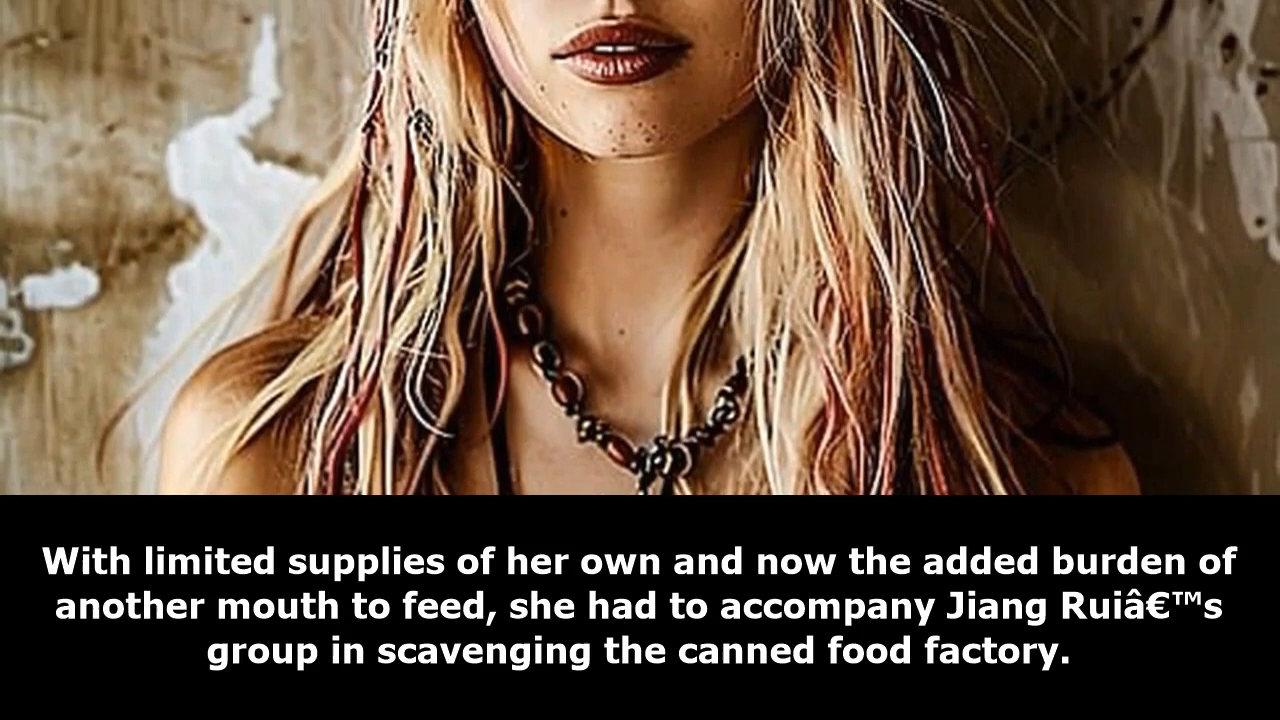 With limited supplies of her own and now the added burden of
another mouth to feed, she had to accompany Jiang Ruiâ€™s
group in scavenging the canned food factory.